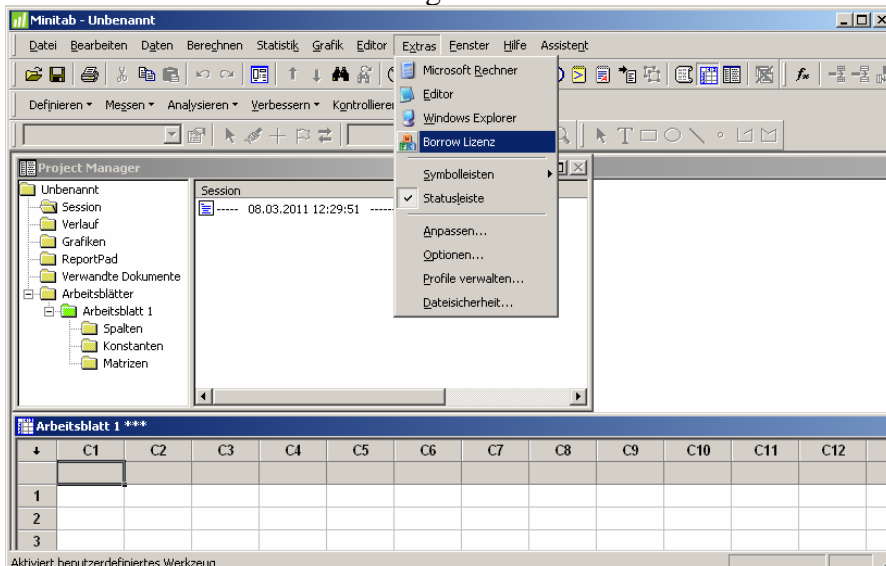 Minitab - Unbenannt
Datei Bearbeiten Daten Berechnen Statistik Grafik Editor Extras Fenster Hilfe Assistent
Definieren Messen Analysieren Verbessern Kontrollieren
Microsoft Rechner
Editor
Windows Explorer
Borrow Lizenz
Symbolleisten
Statusleiste
Anpassen...
Optionen...
Profile verwalten...
Dateisicherheit...
Project Manager
Unbenannt
Session
Verlauf
Grafiken
ReportPad
Verwandte Dokumente
Arbeitsblätter
Arbeitsblatt 1
Spalten
Konstanten
Matrizen
Session
----- 08.03.2011 12:29:51 -----
Arbeitsblatt 1 ***
C1 C2 C3 C4 C5 C6 C7 C8 C9 C10 C11 C12
1
2
3
Aktiviert benutzerdefiniertes Werkzeug